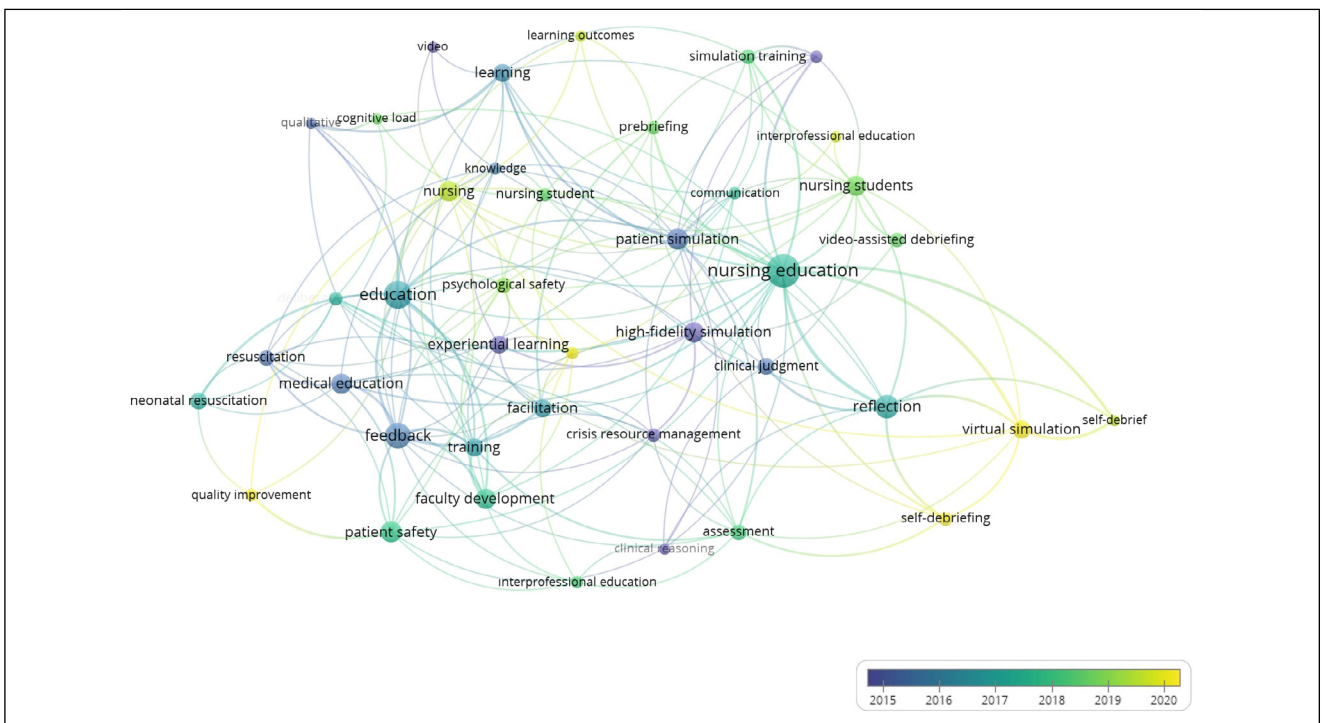 learning outcomes
video
simulation training
learning
cognitive load
qualitative
prebriefing
interprofessional education
knowledge
nursing
nursing student
communication
nursing students
patient simulation
video-assisted debriefing
nursing education
psychological safety
education
high-fidelity simulation
experiential learning
resuscitation
clinical judgment
medical education
neonatal resuscitation
facilitation
reflection
self-debrief
feedback
crisis resource management
virtual simulation
training
quality improvement
faculty development
self-debriefing
patient safety
assessment
clinical reasoning
interprofessional education
2015 2016 2017 2018 2019 2020